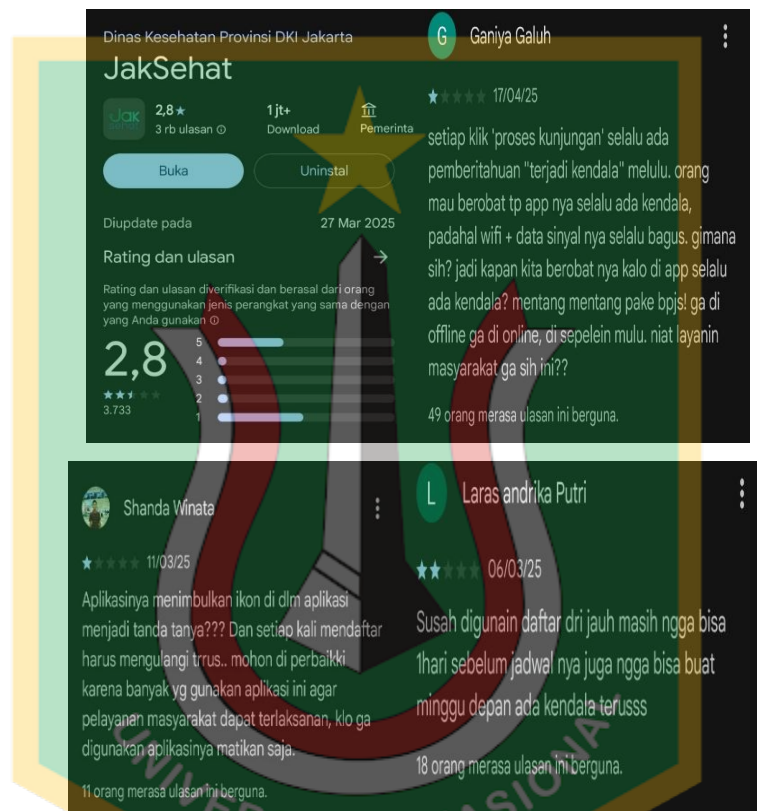 Dinas Kesehatan Provinsi DKI Jakarta
JakSehat
Jak
2,8★
3 rb ulasan
1 jt+
Download
Pemerinta
Buka
Uninstal
Diupdate pada
27 Mar 2025
Rating dan ulasan
Rating dan ulasan diverifikasi dan berasal dari orang
yang menggunakan jenis perangkat yang sama dengan
yang Anda gunakan
2,8
3.733
5
4
3
2
1
G
Ganiya Galuh
17/04/25
setiap klik 'proses kunjungan' selalu ada
pemberitahuan "terjadi kendala" melulu. orang
mau berobat tp app nya selalu ada kendala,
padahal wifi + data sinyal nya selalu bagus. gimana
sih? jadi kapan kita berobat nya kalo di app selalu
ada kendala? mentang mentang pake bpjs! ga di
offline ga di online, di sepelein mulu. niat layanin
masyarakat ga sih ini??
49 orang merasa ulasan ini berguna.
Shanda Winata
11/03/25
Aplikasinya menimbulkan ikon di dlm aplikasi
menjadi tanda tanya??? Dan setiap kali mendaftar
harus mengulangi trrus.. mohon di perbaikki
karena banyak yg gunakan aplikasi ini agar
pelayanan masyarakat dapat terlaksanan, klo ga
digunakan aplikasinya matikan saja.
11 orang merasa ulasan ini berguna.
L
Laras andrika Putri
06/03/25
Susah digunain daftar dri jauh masih ngga bisa
1hari sebelum jadwal nya juga ngga bisa buat
minggu depan ada kendala terusss
18 orang merasa ulasan ini berguna.